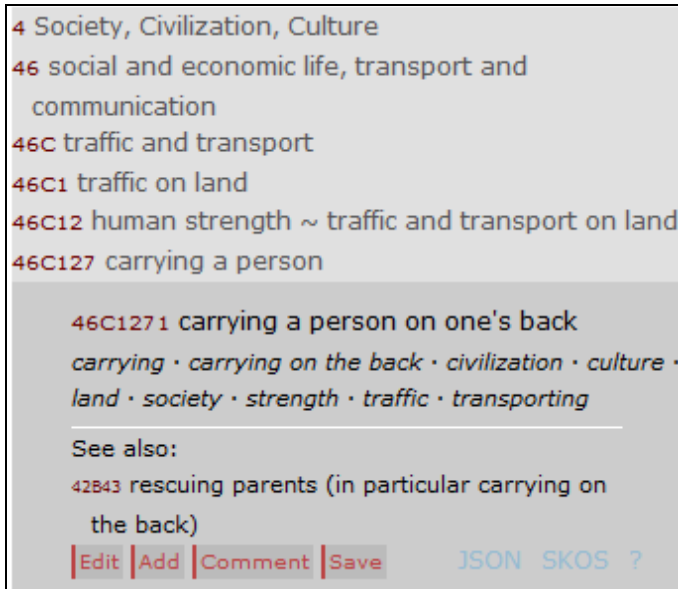 4 Society, Civilization, Culture
46 social and economic life, transport and
communication
46C traffic and transport
46C1 traffic on land
46C12 human strength ~ traffic and transport on land
46C127 carrying a person
46C1271 carrying a person on one's back
carrying · carrying on the back · civilization · culture ·
land · society · strength · traffic · transporting
See also:
42B43 rescuing parents (in particular carrying on
the back)
Edit Add Comment Save JSON SKOS ?